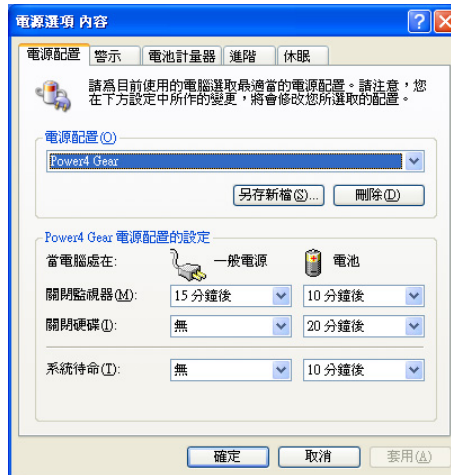 電源選項 內容
電源配置 警示 電池計量器 進階 休眠
請為目前使用的電腦選取最適當的電源配置。請注意，您
在下方設定中所作的變更，將會修改您所選取的配置。
電源配置(O)
Power4 Gear
另存新檔(S)... 刪除(D)
Power4 Gear 電源配置的設定
當電腦處在: 一般電源 電池
關閉監視器(M): 15 分鐘後 10 分鐘後
關閉硬碟(I): 無 20 分鐘後
系統待命(T): 無 10 分鐘後
確定 取消 套用(A)